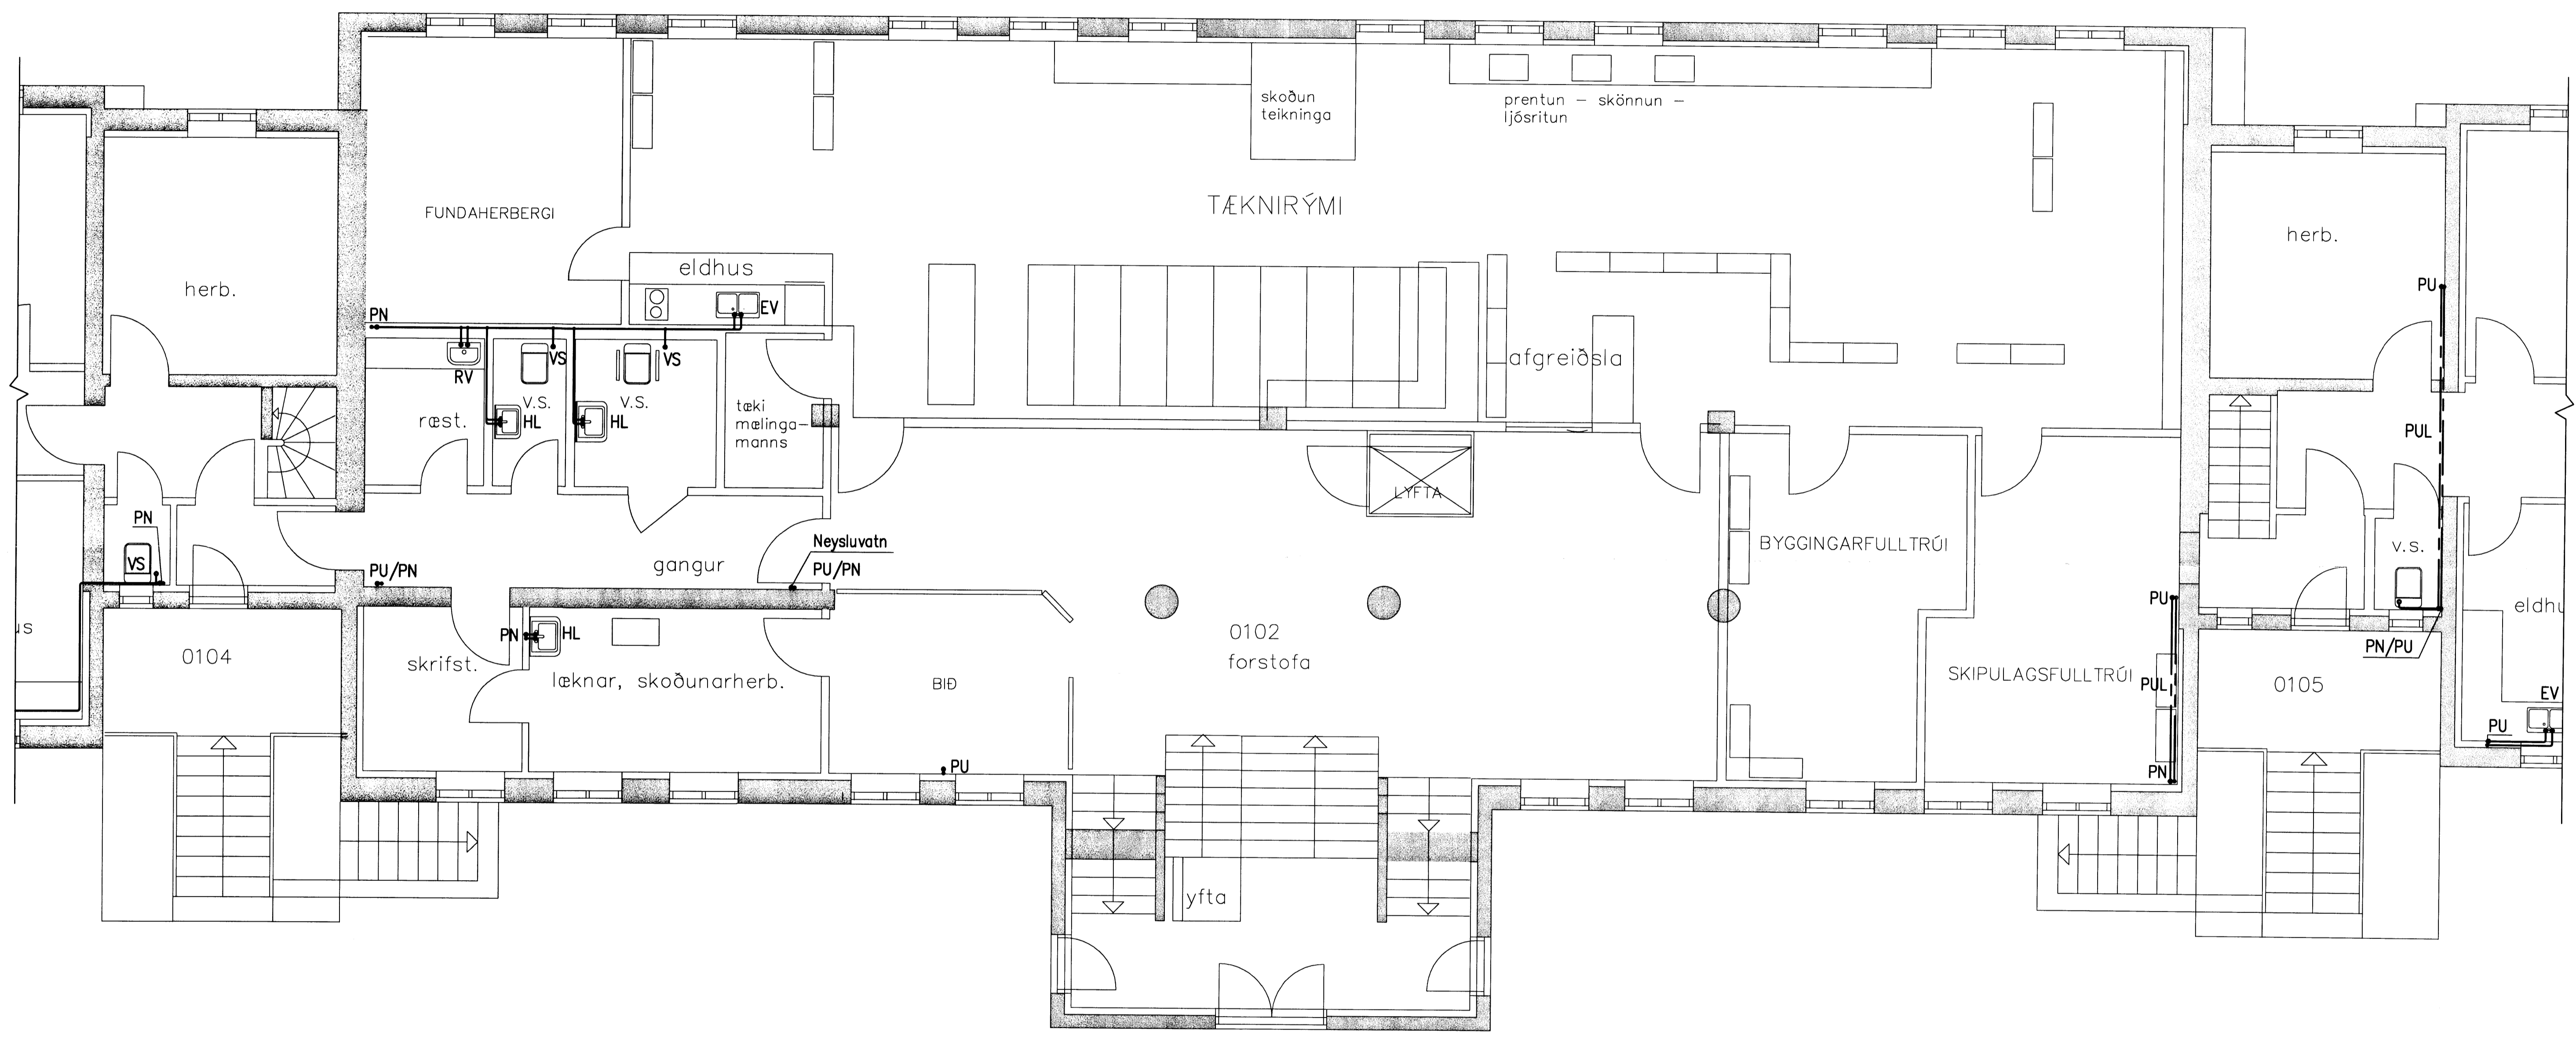 skoðun
teikninga
prentun – skönnun –
ljósritun
FUNDAHERBERGI
TÆKNIRÝMI
herb.
herb.
eldhus
EV
PN
PU
VS
VS
RV
afgreiðsla
ræst.
V.S.
HL
V.S.
HL
tæki
mælinga–
manns
PUL
LYFTA
PN
VS
Neysluvatn
PU/PN
PU/PN
gangur
BYGGINGARFULLTRÚI
v.s.
PU
eldhu
us
0104
skrifst.
PN
HL
læknar, skoðunarherb.
BIÐ
0102
forstofa
SKIPULAGSFULLTRÚI
PUL
PN/PU
0105
EV
PU
PU
PN
yfta